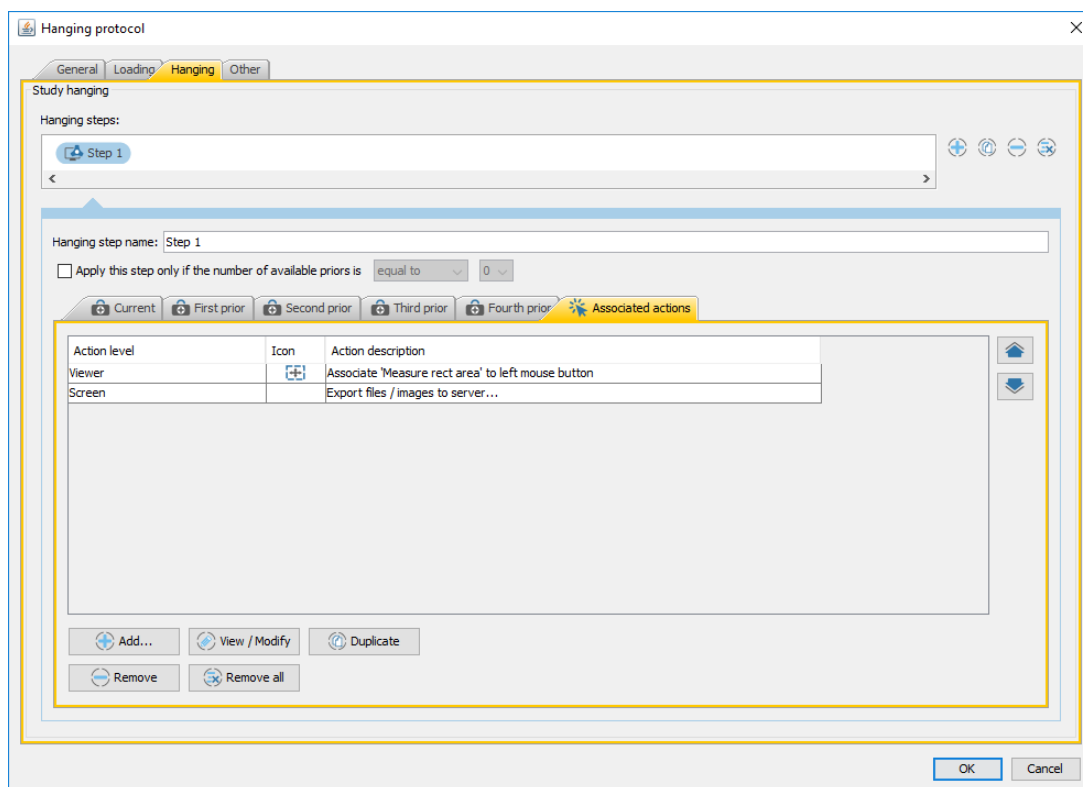 Hanging protocol
General Loading Hanging Other
Study hanging
Hanging steps:
Step 1
Hanging step name: Step 1
Apply this step only if the number of available priors is equal to 0
Current First prior Second prior Third prior Fourth prior Associated actions
Action level Icon Action description
Viewer Associate 'Measure rect area' to left mouse button
Screen Export files / images to server...
Add... View / Modify Duplicate
Remove Remove all
OK Cancel